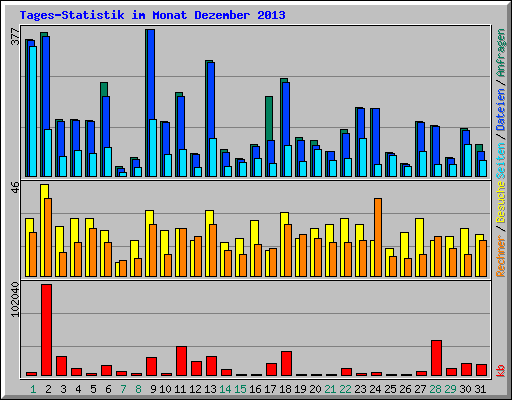 Tages-Statistik im Monat Dezember 2013
377
Rechner / Besuche Seiten / Dateien / Anfragen
46
102040
kb
1 2 3 4 5 6 7 8 9 10 11 12 13 14 15 16 17 18 19 20 21 22 23 24 25 26 27 28 29 30 31